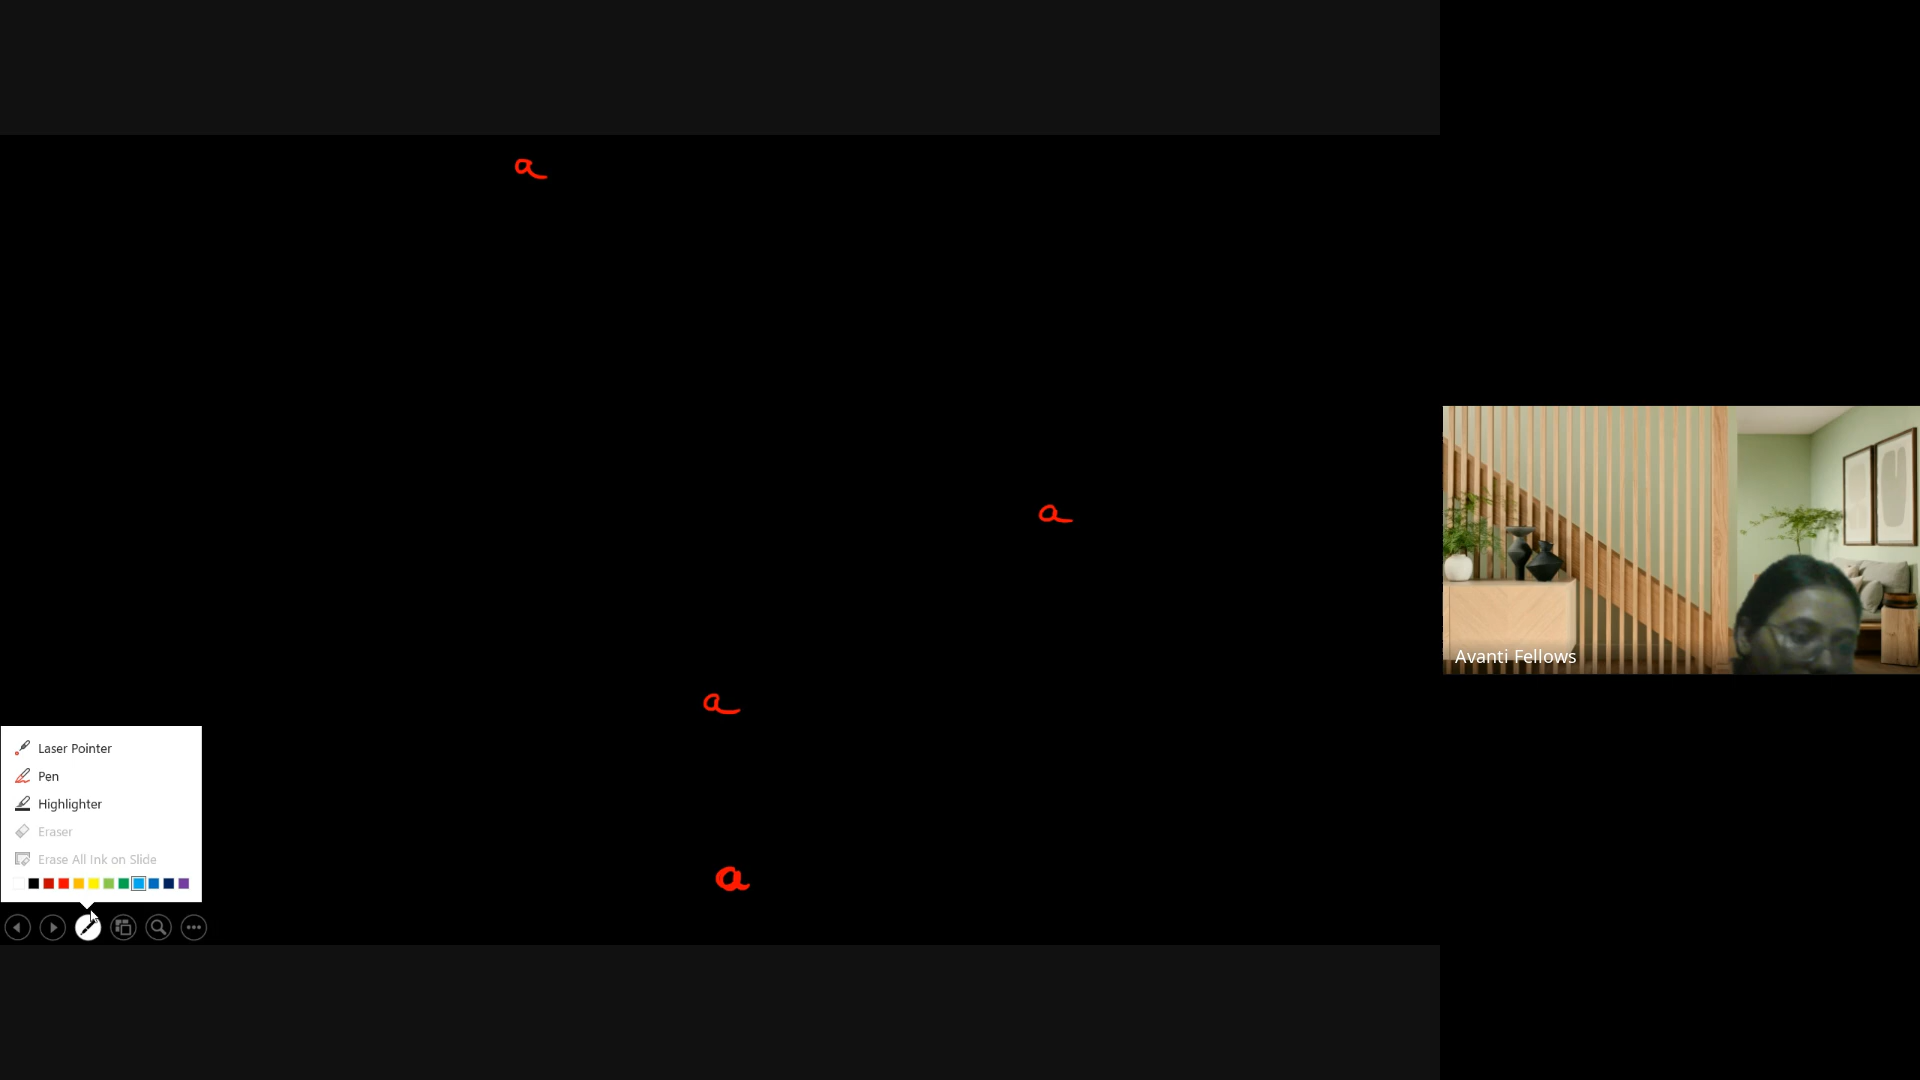 a
a
a
a
Laser Pointer
Pen
Highlighter
Eraser
Erase All Ink on Slide
Avanti Fellows